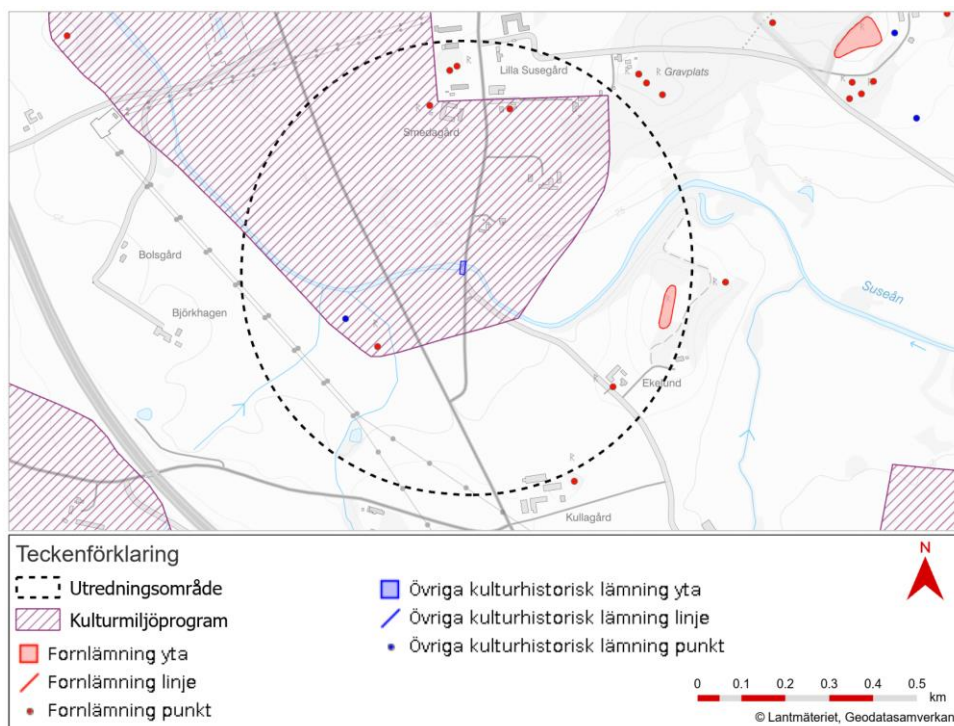 Lilla Susegård
R Gravplats
Smedagård
Bolsgård
Björkhagen
Suseån
Ekelund
Kullagård
Teckenförklaring
Utredningsområde
Kulturmiljöprogram
Fornlämning yta
Fornlämning linje
Fornlämning punkt
Övriga kulturhistorisk lämning yta
Övriga kulturhistorisk lämning linje
Övriga kulturhistorisk lämning punkt
N
0 0.1 0.2 0.3 0.4 0.5
km
© Lantmäteriet, Geodatasamverkan